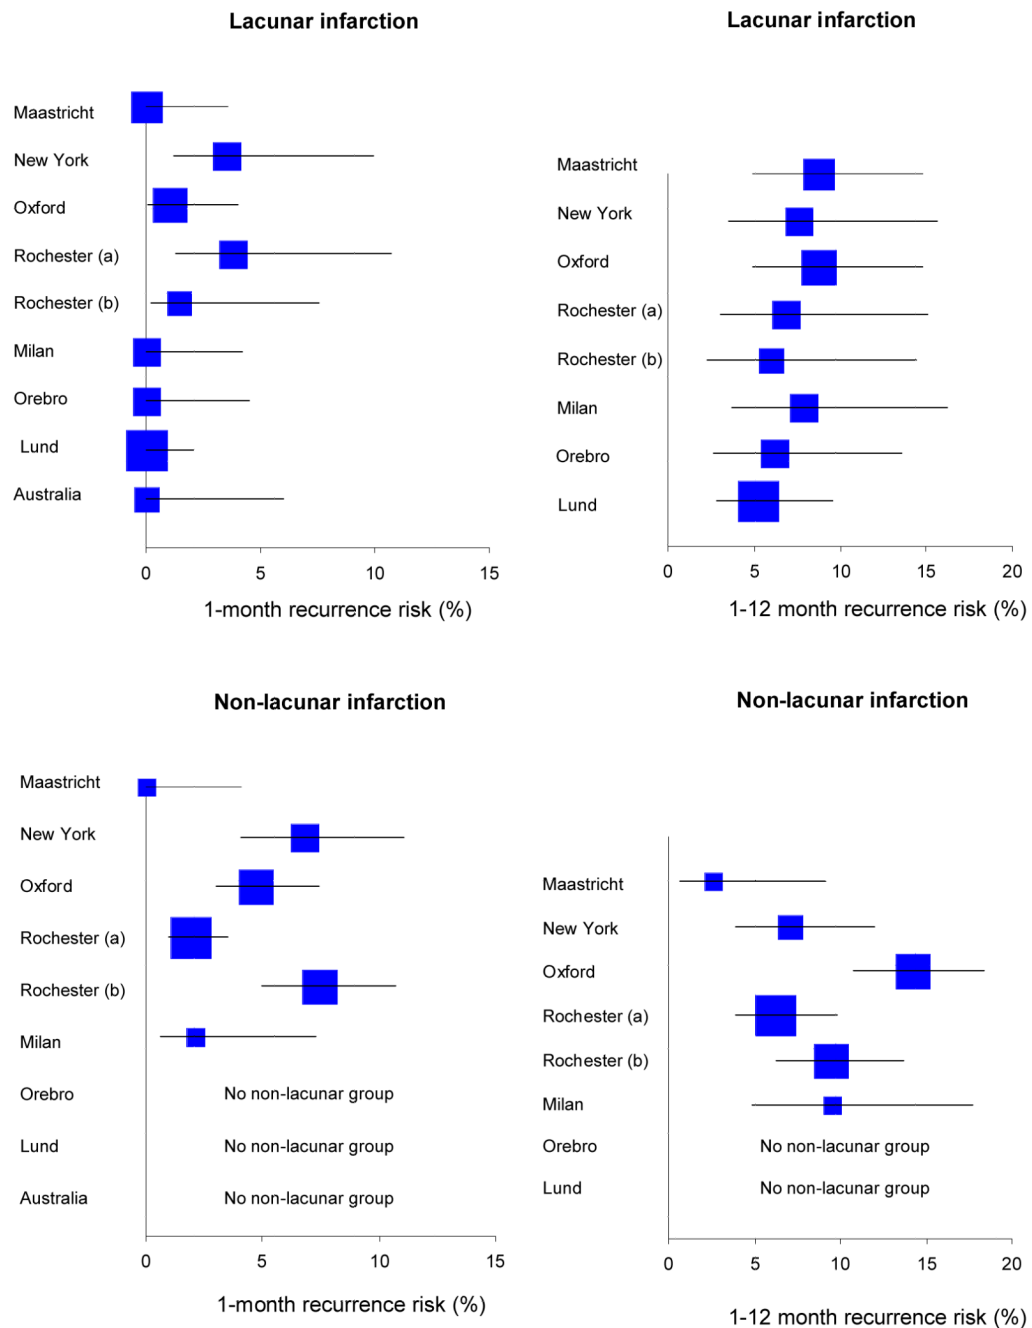 Lacunar infarction
Maastricht
New York
Oxford
Rochester (a)
Rochester (b)
Milan
Orebro
Lund
Australia
0 5 10 15
1-month recurrence risk (%)
Lacunar infarction
Maastricht
New York
Oxford
Rochester (a)
Rochester (b)
Milan
Orebro
Lund
0 5 10 15 20
1-12 month recurrence risk (%)
Non-lacunar infarction
Maastricht
New York
Oxford
Rochester (a)
Rochester (b)
Milan
Orebro No non-lacunar group
Lund No non-lacunar group
Australia No non-lacunar group
0 5 10 15
1-month recurrence risk (%)
Non-lacunar infarction
Maastricht
New York
Oxford
Rochester (a)
Rochester (b)
Milan
Orebro No non-lacunar group
Lund No non-lacunar group
0 5 10 15 20
1-12 month recurrence risk (%)